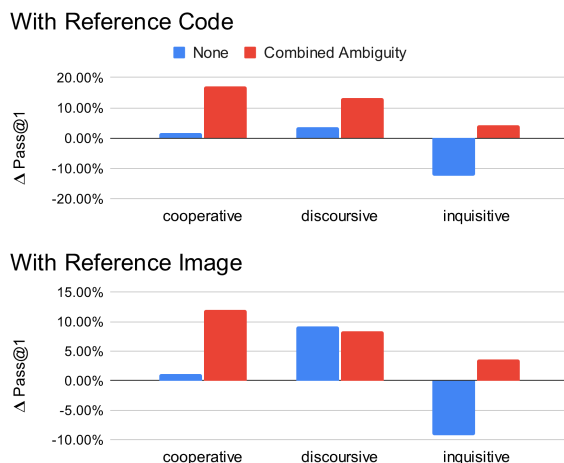 With Reference Code
None Combined Ambiguity
20.00%
10.00%
0.00%
-10.00%
-20.00%
Δ Pass@1
cooperative discoursive inquisitive
With Reference Image
15.00%
10.00%
5.00%
0.00%
-5.00%
-10.00%
Δ Pass@1
cooperative discoursive inquisitive